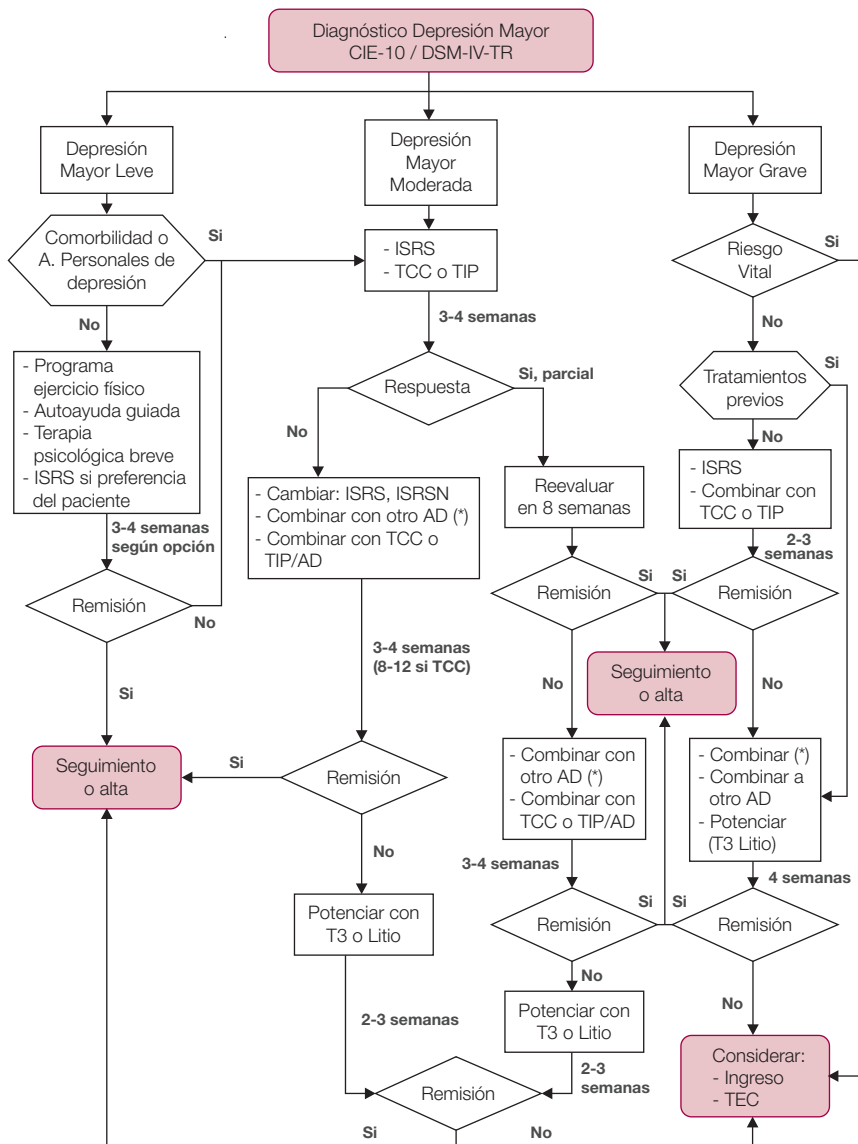 Diagnóstico Depresión Mayor
CIE-10 / DSM-IV-TR
Depresión
Mayor Leve
Depresión
Mayor
Moderada
Depresión
Mayor Grave
Comorbilidad o
A. Personales de
depresión
Si
- ISRS
- TCC o TIP
Riesgo
Vital
Si
No
3-4 semanas
No
- Programa
ejercicio físico
- Autoayuda guiada
- Terapia
psicológica breve
- ISRS si preferencia
del paciente
Respuesta
Si, parcial
No
Tratamientos
previos
Si
No
- Cambiar: ISRS, ISRSN
- Combinar con otro AD (*)
- Combinar con TCC o
TIP/AD
Reevaluar
en 8 semanas
- ISRS
- Combinar con
TCC o TIP
3-4 semanas
según opción
2-3
semanas
Remisión
No
Si
Remisión
Si
Si
Remisión
3-4 semanas
(8-12 si TCC)
No
Seguimiento
o alta
No
Seguimiento
o alta
Si
Remisión
- Combinar con
otro AD (*)
- Combinar con
TCC o TIP/AD
- Combinar (*)
- Combinar a
otro AD
- Potenciar
(T3 Litio)
No
3-4 semanas
4 semanas
Potenciar con
T3 o Litio
Remisión
Si
Si
Remisión
No
No
2-3 semanas
Potenciar con
T3 o Litio
2-3
semanas
Considerar:
- Ingreso
- TEC
Remisión
Si
No